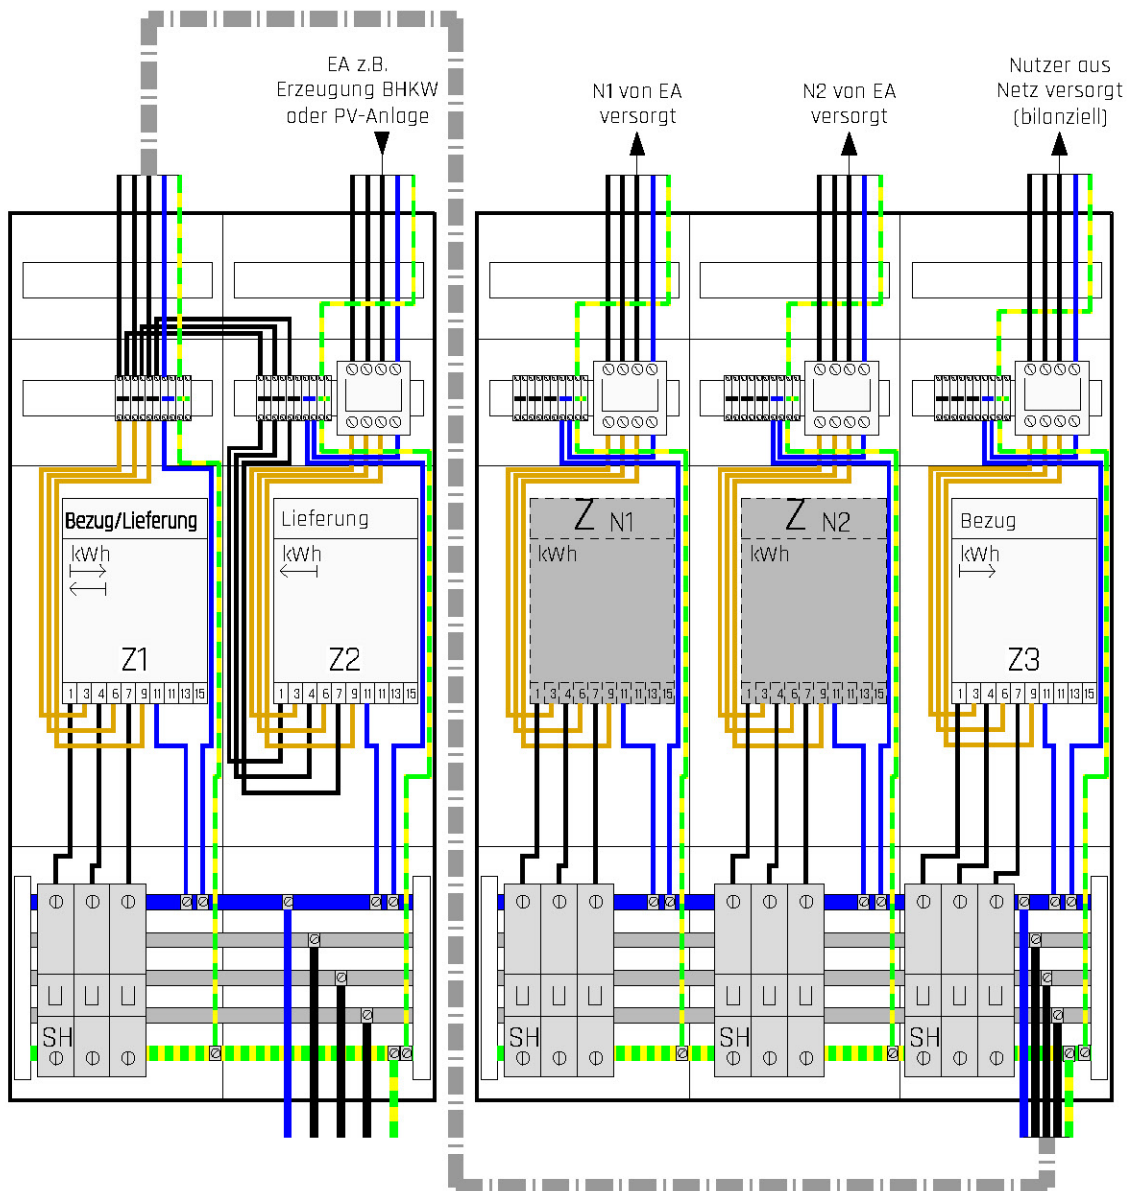 EA z.B.
Erzeugung BHKW
oder PV-Anlage
N1 von EA
versorgt
N2 von EA
versorgt
Nutzer aus
Netz versorgt
(bilanziell)
Bezug/Lieferung
kWh
Z1
1 3 4 6 7 9 11 11 13 15
Lieferung
kWh
Z2
1 3 4 6 7 9 11 11 13 15
Z N1
kWh
1 3 4 6 7 9 11 11 13 15
Z N2
kWh
1 3 4 6 7 9 11 11 13 15
Bezug
kWh
Z3
1 3 4 6 7 9 11 11 13 15
SH
SH
SH
SH